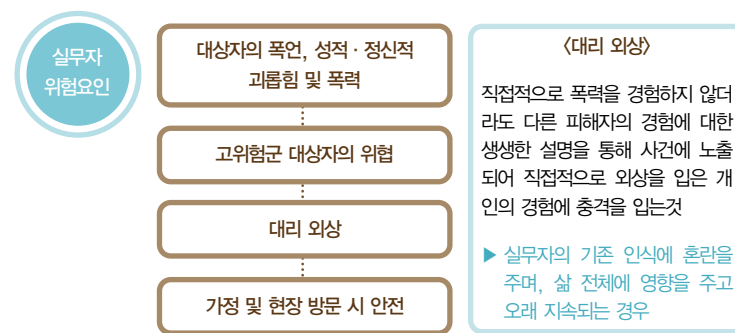 실무자
위험요인
대상자의 폭언, 성적 · 정신적
괴롭힘 및 폭력
고위험군 대상자의 위협
대리 외상
가정 및 현장 방문 시 안전
〈대리 외상〉
직접적으로 폭력을 경험하지 않더
라도 다른 피해자의 경험에 대한
생생한 설명을 통해 사건에 노출
되어 직접적으로 외상을 입은 개
인의 경험에 충격을 입는것
▶ 실무자의 기존 인식에 혼란을
주며, 삶 전체에 영향을 주고
오래 지속되는 경우